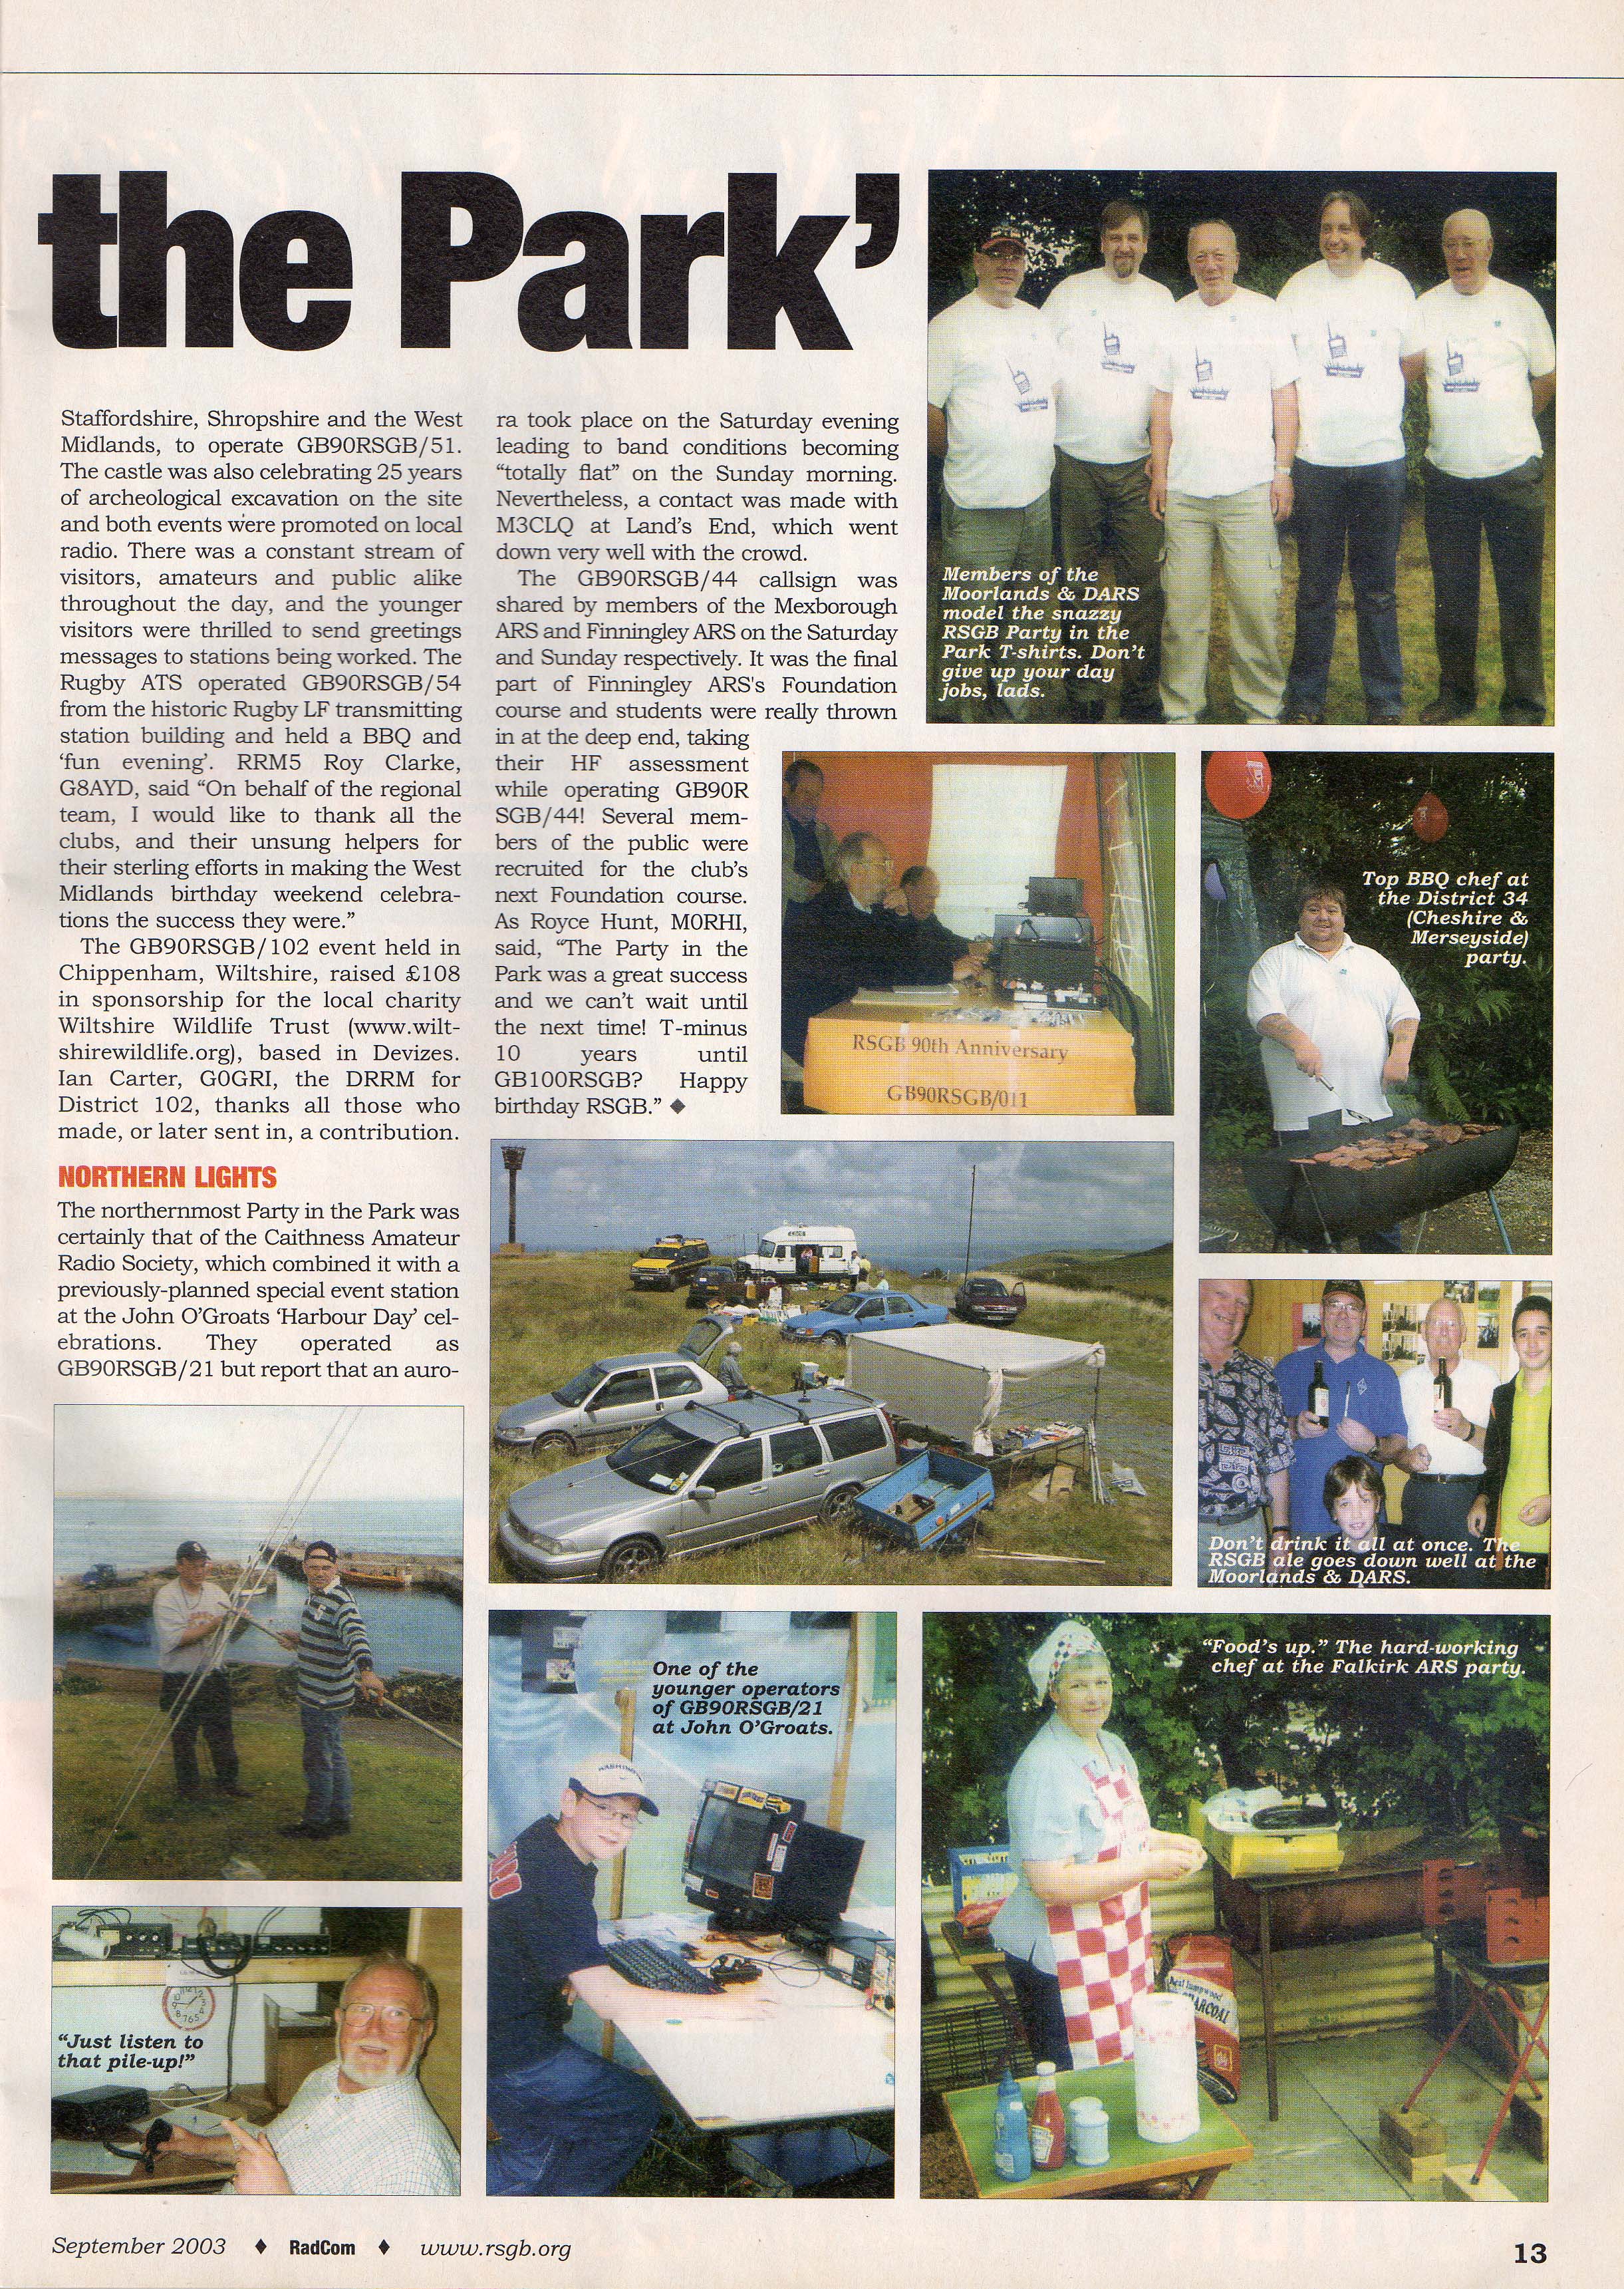 the Park’
Staffordshire, Shropshire and the West
Midlands, to operate GB90RSGB/51.
The castle was also celebrating 25 years
of archeological excavation on the site
and both events were promoted on local
radio. There was a constant stream of
visitors, amateurs and public alike
throughout the day, and the younger
visitors were thrilled to send greetings
messages to stations being worked. The
Rugby ATS operated GB90RSGB/54
from the historic Rugby LF transmitting
station building and held a BBQ and
‘fun evening’. RRM5 Roy Clarke,
G8AYD, said “On behalf of the regional
team, I would like to thank all the
clubs, and their unsung helpers for
their sterling efforts in making the West
Midlands birthday weekend celebra-
tions the success they were.”
The GB90RSGB/102 event held in
Chippenham, Wiltshire, raised £108
in sponsorship for the local charity
Wiltshire Wildlife Trust (www.wilt-
shirewildlife.org), based in Devizes.
Ian Carter, G0GRI, the DRRM for
District 102, thanks all those who
made, or later sent in, a contribution.
NORTHERN LIGHTS
The northernmost Party in the Park was
certainly that of the Caithness Amateur
Radio Society, which combined it with a
previously-planned special event station
at the John O’Groats ‘Harbour Day’ cel-
ebrations. They operated as
GB90RSGB/21 but report that an auro-
ra took place on the Saturday evening
leading to band conditions becoming
“totally flat” on the Sunday morning.
Nevertheless, a contact was made with
M3CLQ at Land’s End, which went
down very well with the crowd.
The GB90RSGB/44 callsign was
shared by members of the Mexborough
ARS and Finningley ARS on the Saturday
and Sunday respectively. It was the final
part of Finningley ARS's Foundation
course and students were really thrown
in at the deep end, taking
their HF assessment
while operating GB90R
SGB/44! Several mem-
bers of the public were
recruited for the club’s
next Foundation course.
As Royce Hunt, M0RHI,
said, “The Party in the
Park was a great success
and we can’t wait until
the next time! T-minus
10 years until
GB100RSGB? Happy
birthday RSGB.” ◆
Members of the
Moorlands & DARS
model the snazzy
RSGB Party in the
Park T-shirts. Don’t
give up your day
jobs, lads.
RSGB 90th Anniversary
GB90RSGB/011
Top BBQ chef at
the District 34
(Cheshire &
Merseyside)
party.
Don’t drink it all at once. The
RSGB ale goes down well at the
Moorlands & DARS.
“Just listen to
that pile-up!”
One of the
younger operators
of GB90RSGB/21
at John O’Groats.
“Food’s up.” The hard-working
chef at the Falkirk ARS party.
CHARCOAL
September 2003 ◆ RadCom ◆ www.rsgb.org
13